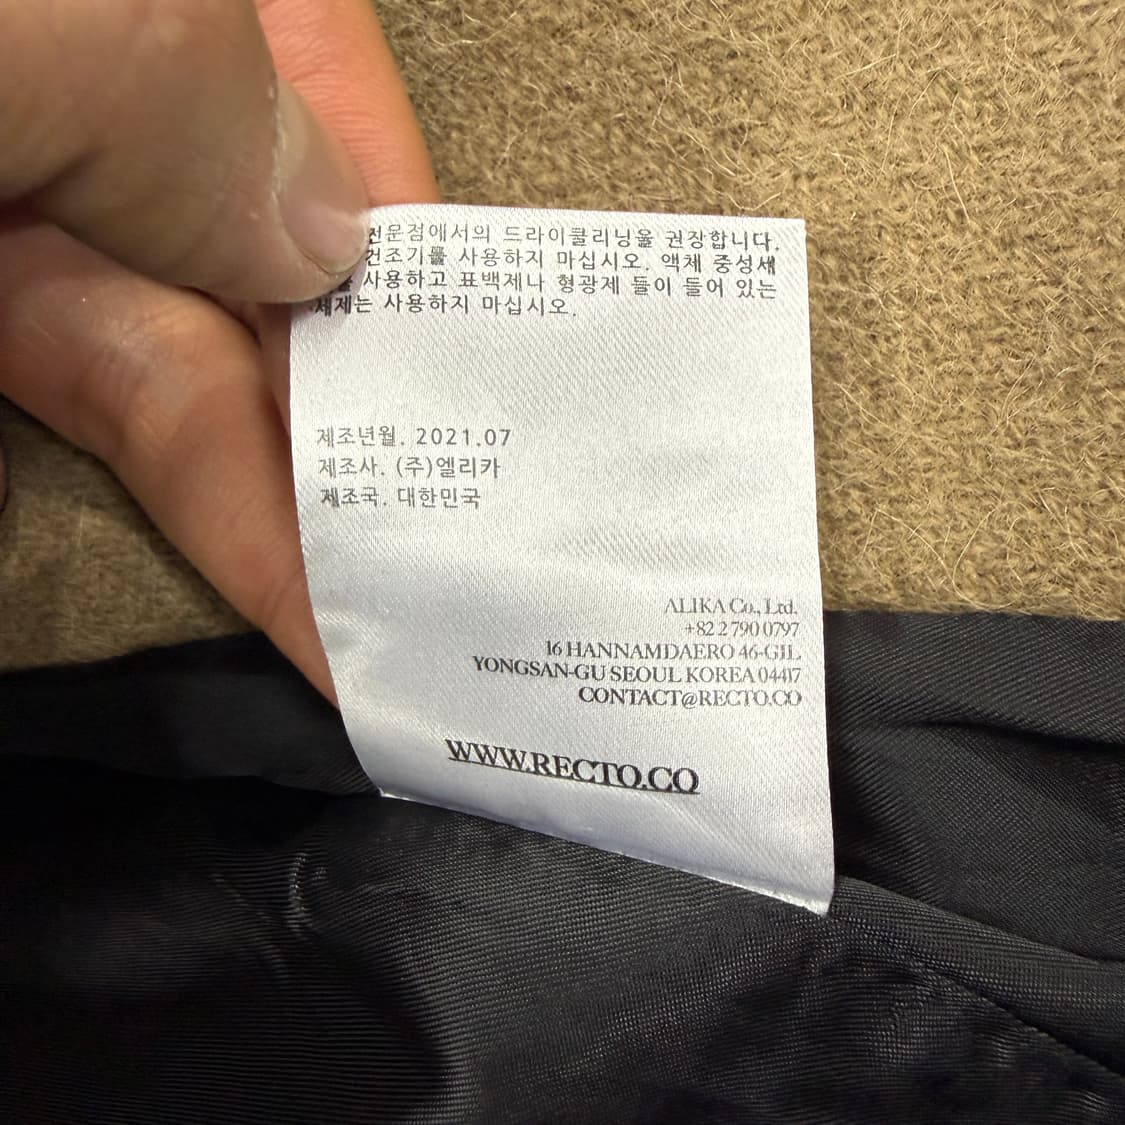 전문점에서의 드라이클리닝을 권장합니다.
건조기를 사용하지 마십시오. 액체 중성세
사용하고 표백제나 형광제 들이 들어 있는
세제는 사용하지 마십시오.
제조년월. 2021.07
제조사. (주)엘리카
제조국. 대한민국
ALIKA Co., Ltd.
+82 2 790 0797
16 HANNAMDAERO 46-GIL
YONGSAN-GU SEOUL KOREA 04417
CONTACT@RECTO.CO
WWW.RECTO.CO